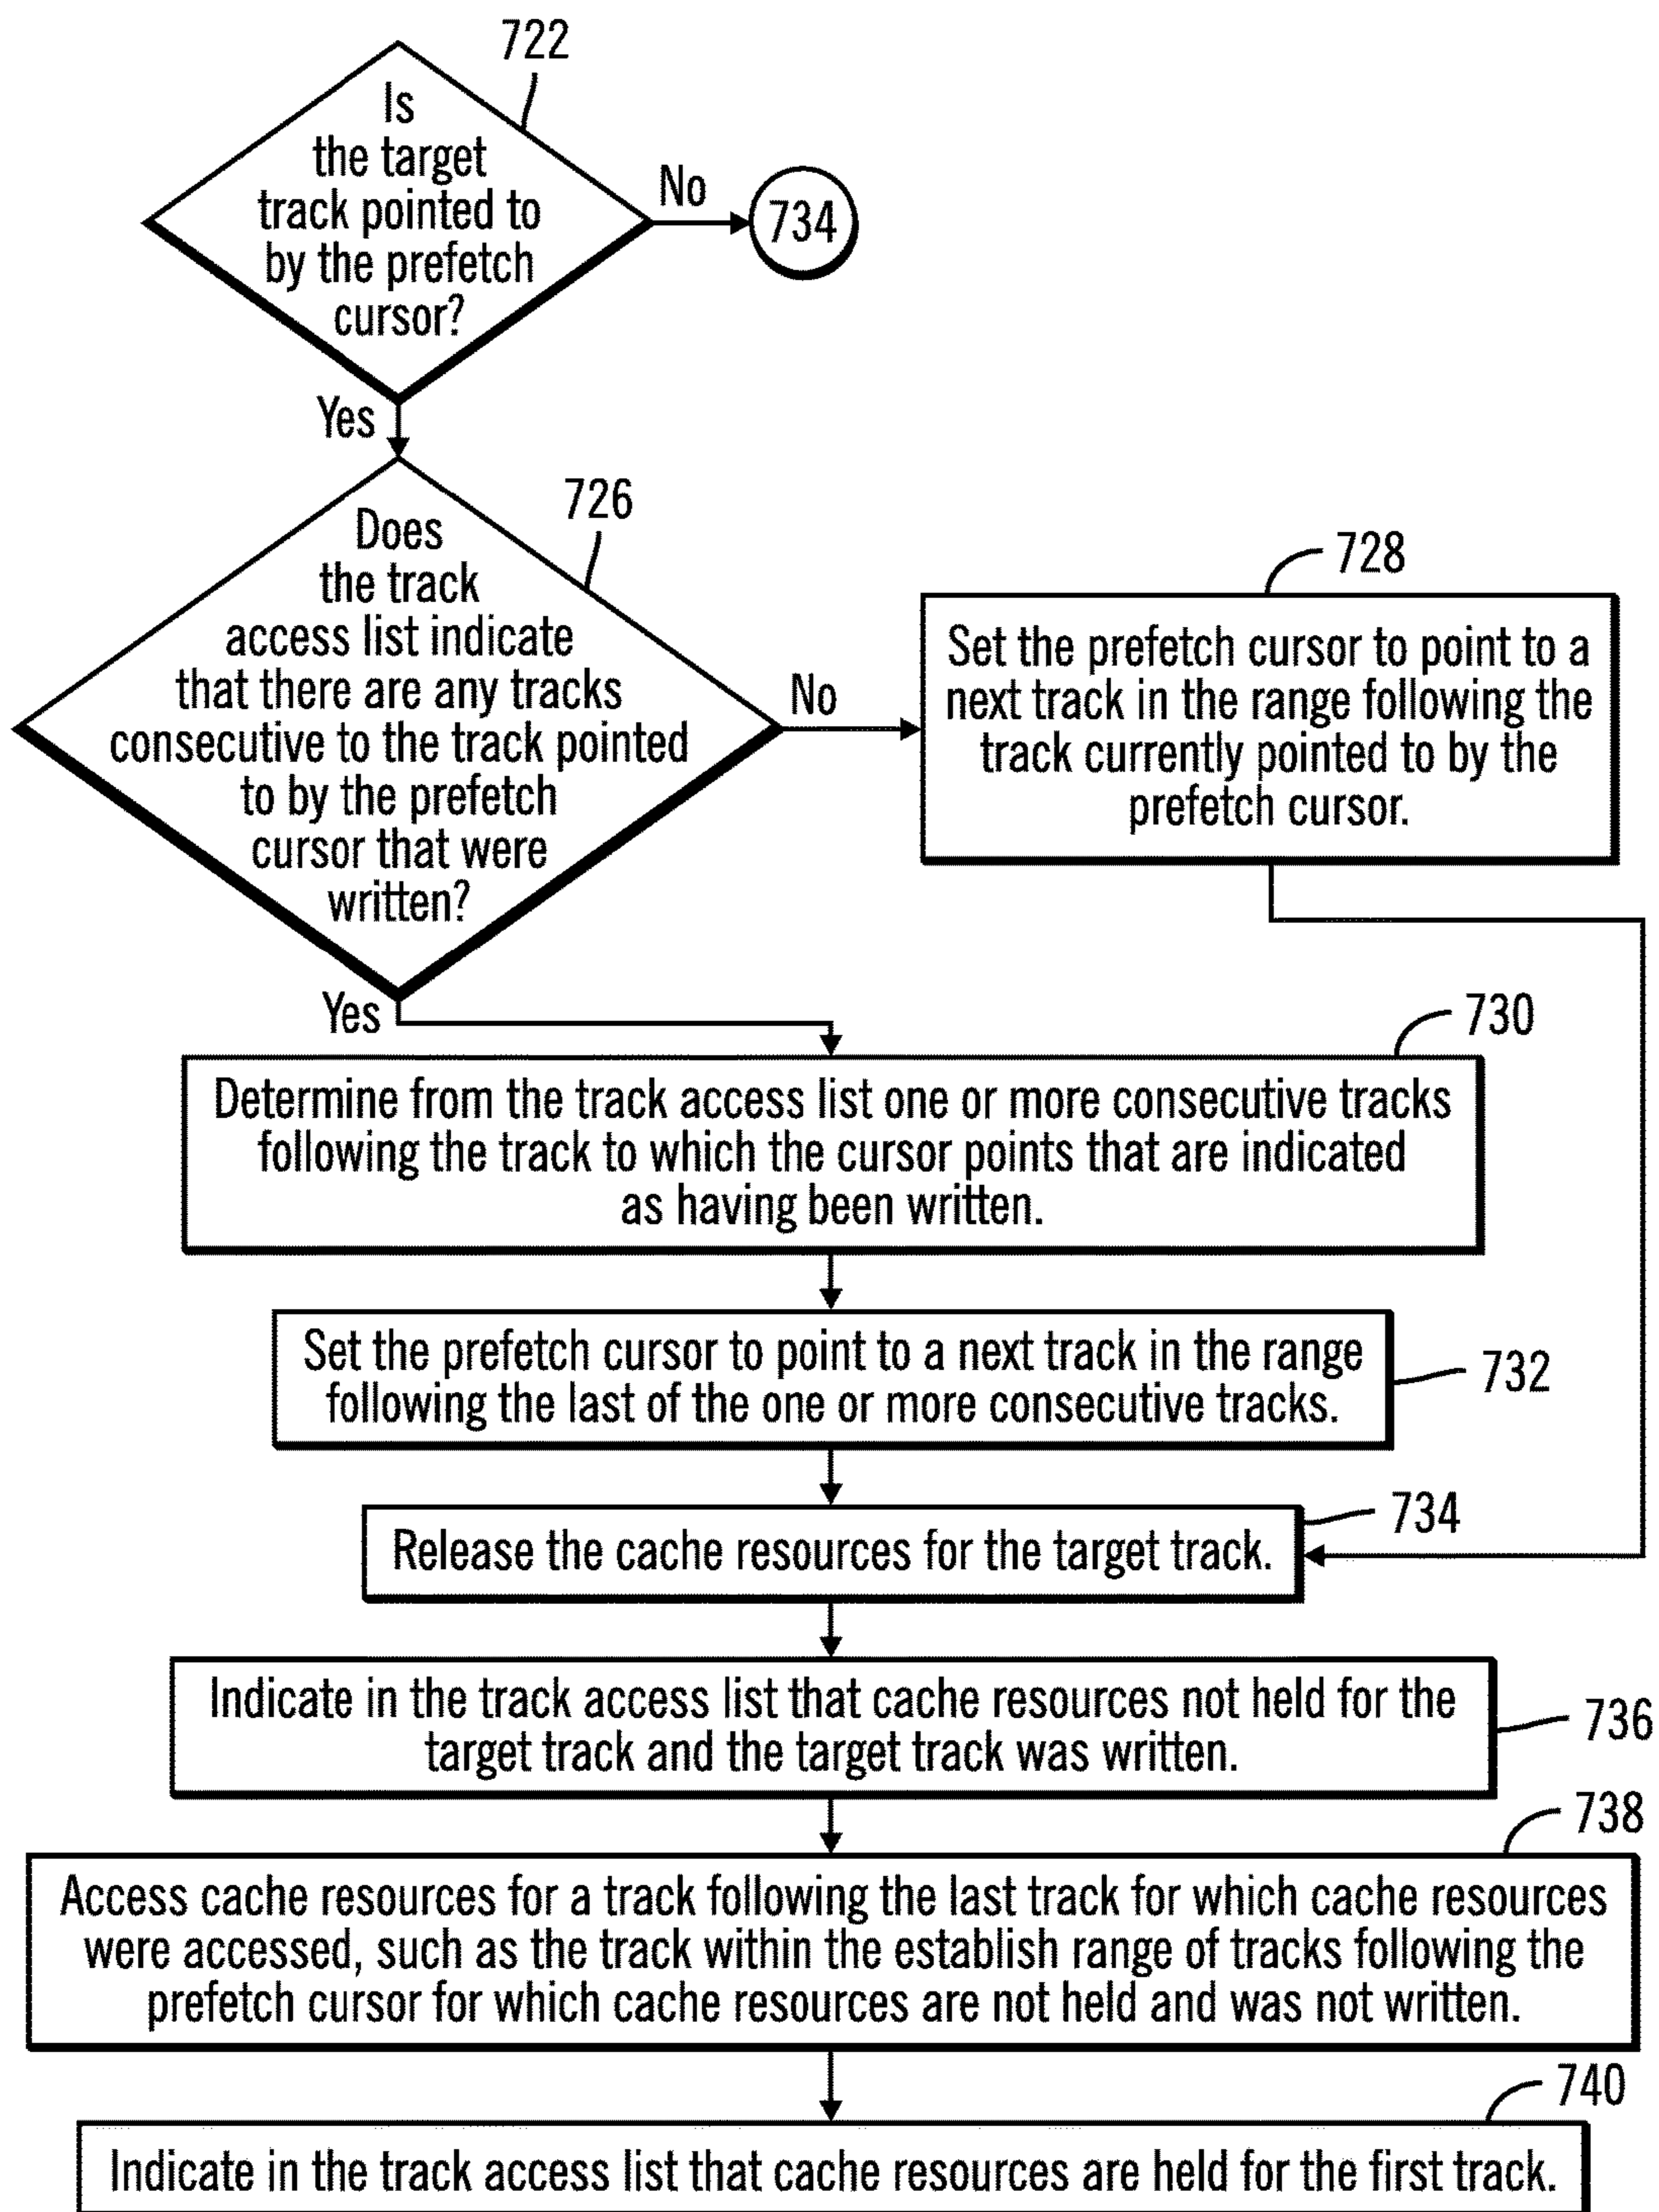 722
Is
the target
track pointed to
by the prefetch
cursor?
No
734
Yes
726
Does
the track
access list indicate
that there are any tracks
consecutive to the track pointed
to by the prefetch
cursor that were
written?
No
728
Set the prefetch cursor to point to a
next track in the range following the
track currently pointed to by the
prefetch cursor.
Yes
730
Determine from the track access list one or more consecutive tracks
following the track to which the cursor points that are indicated
as having been written.
Set the prefetch cursor to point to a next track in the range
following the last of the one or more consecutive tracks.
732
734
Release the cache resources for the target track.
Indicate in the track access list that cache resources not held for the
target track and the target track was written.
736
738
Access cache resources for a track following the last track for which cache resources
were accessed, such as the track within the establish range of tracks following the
prefetch cursor for which cache resources are not held and was not written.
740
Indicate in the track access list that cache resources are held for the first track.